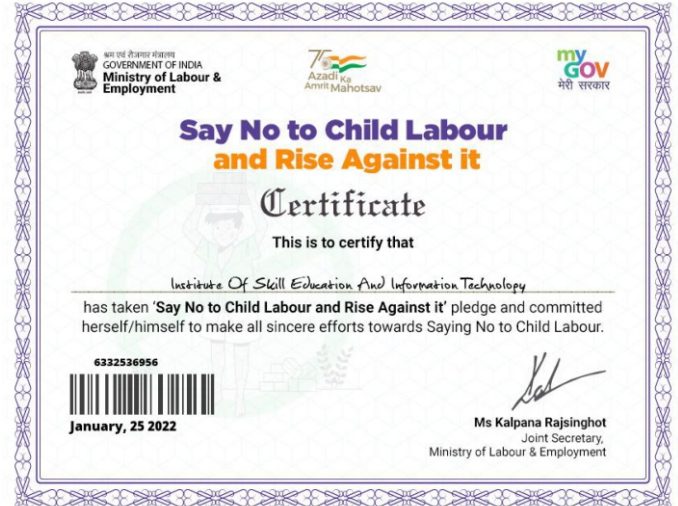 श्रम एवं रोजगार मंत्रालय
GOVERNMENT OF INDIA
Ministry of Labour &
Employment
75
Azadi Ka
Amrit Mahotsav
my
GOV
मेरी सरकार
Say No to Child Labour
and Rise Against it
Certificate
This is to certify that
Institute Of Skill Education And Information Technology
has taken 'Say No to Child Labour and Rise Against it' pledge and committed
herself/himself to make all sincere efforts towards Saying No to Child Labour.
6332536956
January, 25 2022
Ms Kalpana Rajsinghot
Joint Secretary,
Ministry of Labour & Employment